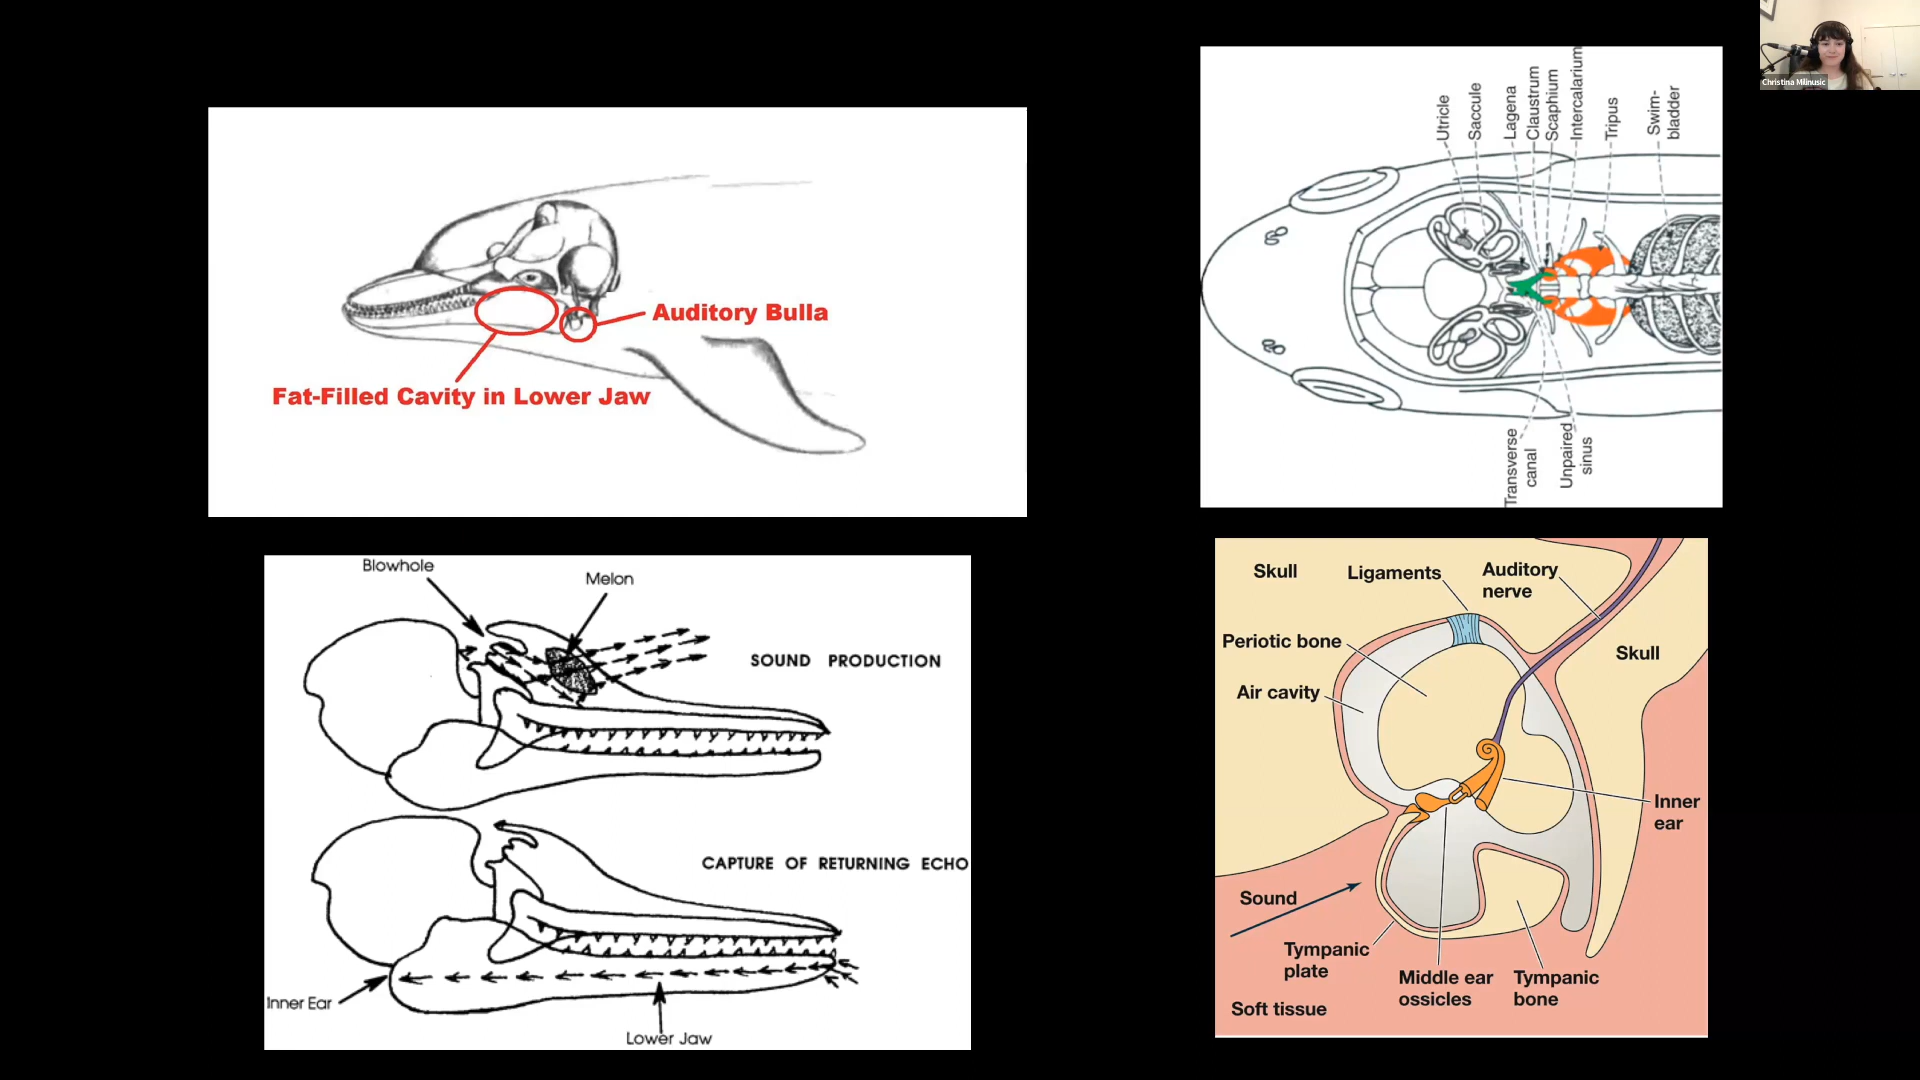 Auditory Bulla
Fat-Filled Cavity in Lower Jaw
Utricle
Saccule
Lagena
Claustrum
Scaphium
Intercalarium
Tripus
Swim-
bladder
Transverse
canal
Unpaired
sinus
Christina Milinusic
Blowhole
Melon
SOUND PRODUCTION
CAPTURE OF RETURNING ECHO
Inner Ear
Lower Jaw
Skull
Ligaments
Auditory
nerve
Periotic bone
Skull
Air cavity
Inner
ear
Sound
Tympanic
plate
Middle ear
ossicles
Tympanic
bone
Soft tissue